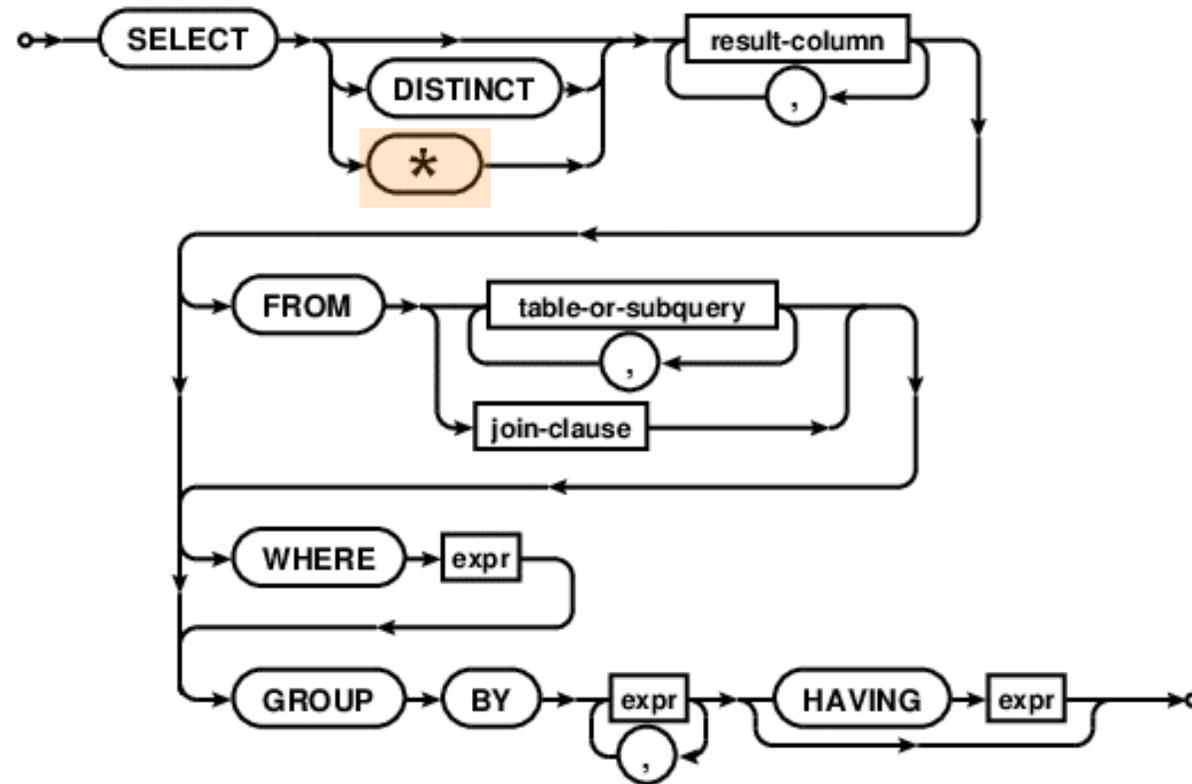 SELECT result-column
DISTINCT ,
*
FROM table-or-subquery
,
join-clause
WHERE expr
GROUP BY expr HAVING expr
,